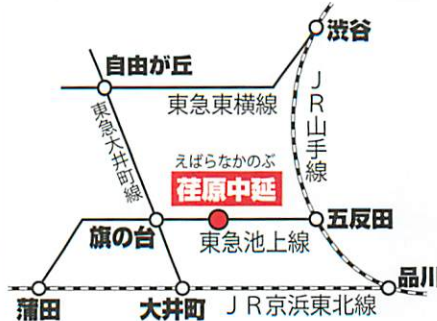 渋谷
自由が丘
東急東横線
JR山手線
東急大井町線
えばらなかのぶ
荏原中延
旗の台
東急池上線
五反田
品川
蒲田
大井町
JR京浜東北線